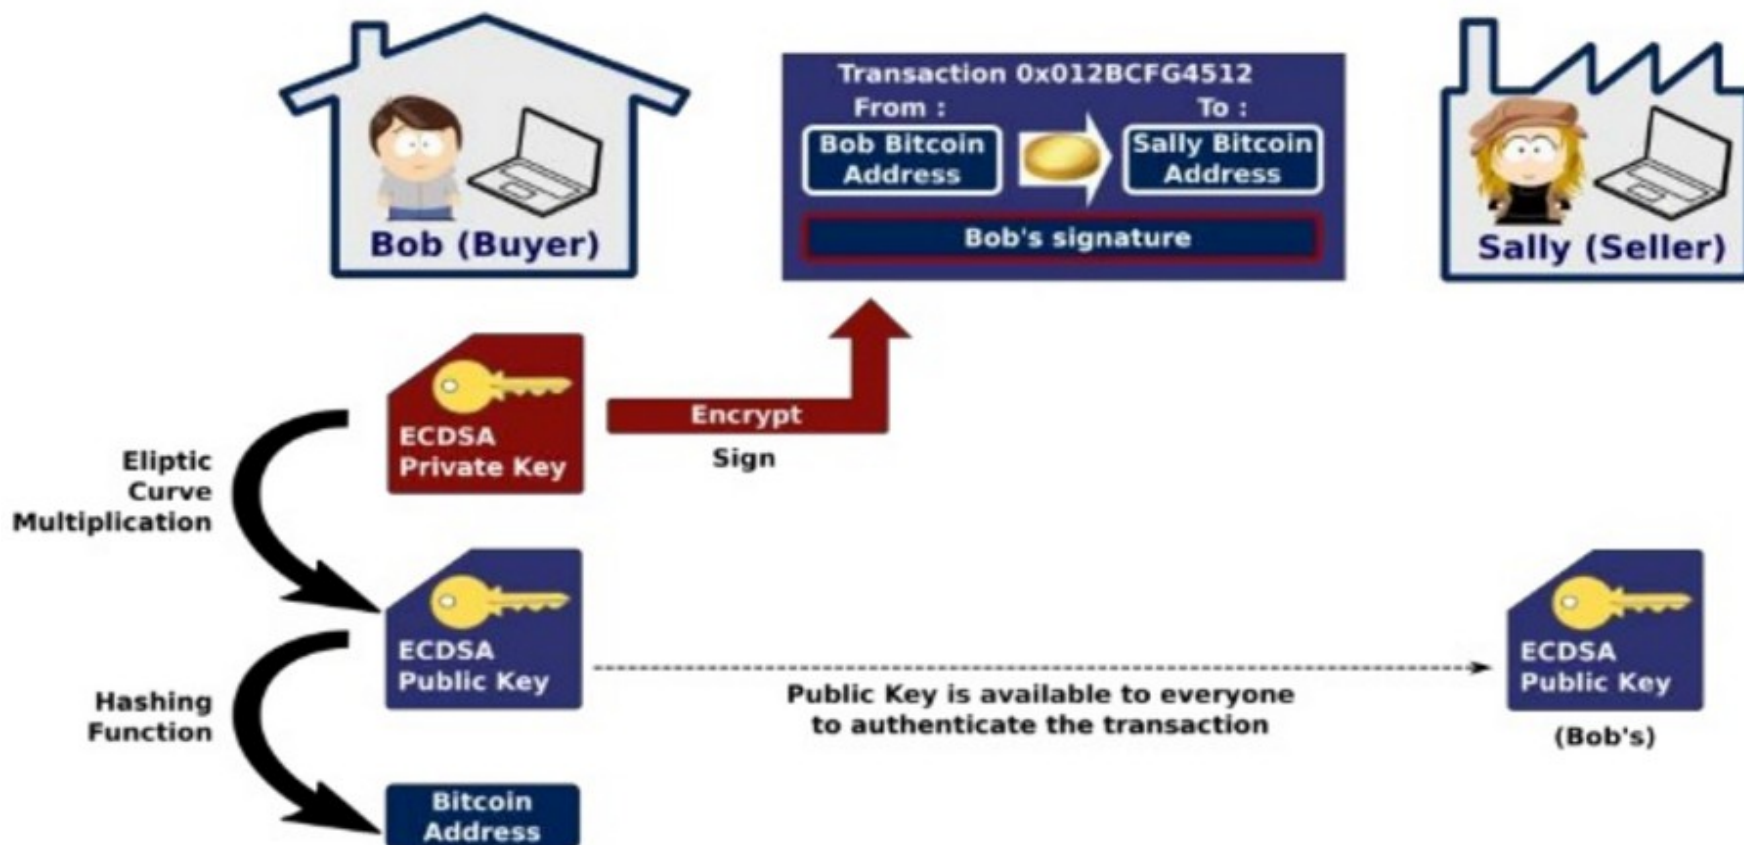 Transaction 0x012BCFG4512
From :
To :
Bob Bitcoin
Address
Sally Bitcoin
Address
Bob's signature
Bob (Buyer)
Sally (Seller)
ECDSA
Private Key
Encrypt
Sign
Eliptic
Curve
Multiplication
ECDSA
Public Key
Public Key is available to everyone
to authenticate the transaction
ECDSA
Public Key
(Bob's)
Hashing
Function
Bitcoin
Address